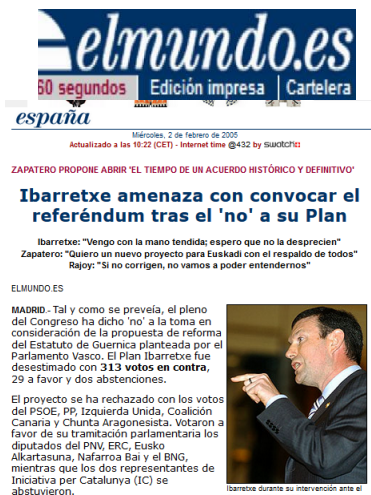 elmundo.es
60 segundos | Edición impresa | Cartelera
españa
Miércoles, 2 de febrero de 2005
Actualizado a las 10:22 (CET) - Internet time @432 by swatch
ZAPATERO PROPONE ABRIR 'EL TIEMPO DE UN ACUERDO HISTÓRICO Y DEFINITIVO'
Ibarretxe amenaza con convocar el
referéndum tras el 'no' a su Plan
Ibarretxe: "Vengo con la mano tendida; espero que no la desprecien"
Zapatero: "Quiero un nuevo proyecto para Euskadi con el respaldo de todos"
Rajoy: "Si no corrigen, no vamos a poder entendernos"
ELMUNDO.ES
MADRID.- Tal y como se preveía, el pleno
del Congreso ha dicho 'no' a la toma en
consideración de la propuesta de reforma
del Estatuto de Guernica planteada por el
Parlamento Vasco. El Plan Ibarretxe fue
desestimado con 313 votos en contra,
29 a favor y dos abstenciones.
El proyecto se ha rechazado con los votos
del PSOE, PP, Izquierda Unida, Coalición
Canaria y Chunta Aragonesista. Votaron a
favor de su tramitación parlamentaria los
diputados del PNV, ERC, Eusko
Alkartasuna, Nafarroa Bai y el BNG,
mientras que los dos representantes de
Iniciativa per Catalunya (IC) se
abstuvieron.
Ibarretxe durante su intervención ante el